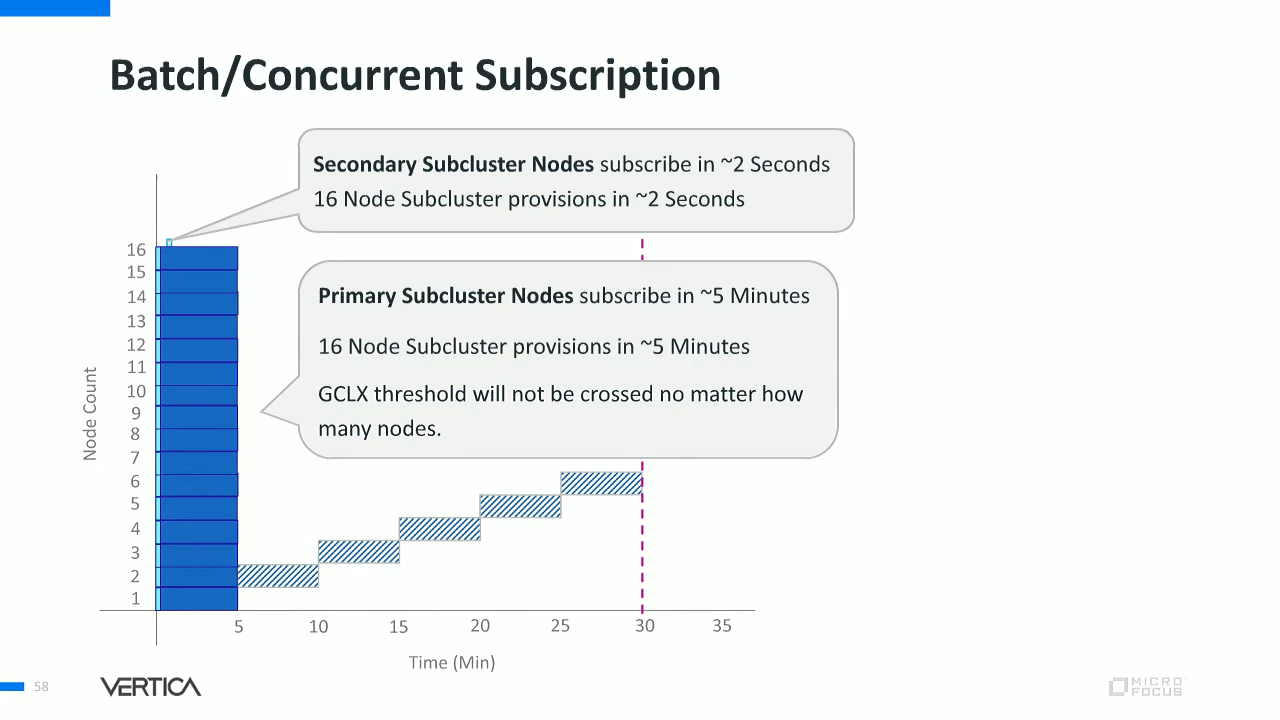 Batch/Concurrent Subscription
Secondary Subcluster Nodes subscribe in ~2 Seconds
16 Node Subcluster provisions in ~2 Seconds
Primary Subcluster Nodes subscribe in ~5 Minutes
16 Node Subcluster provisions in ~5 Minutes
GCLX threshold will not be crossed no matter how
many nodes.
Node Count
16
15
14
13
12
11
10
9
8
7
6
5
4
3
2
1
5 10 15 20 25 30 35
Time (Min)
58
VERTICA
MICRO
FOCUS